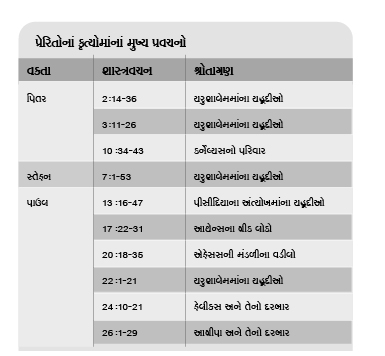 પ્રેરિતોનાં કૃત્યોમાંનાં મુખ્ય પ્રવચનો
વક્તા શાસ્ત્રવચન શ્રોતાગણ
પિતર 2:14-36 યરુશાલેમમાંના યહૂદીઓ
3:11-26 યરુશાલેમમાંના યહૂદીઓ
10:34-43 કર્નેલ્યસનો પરિવાર
સ્તેફન 7:1-53 યરુશાલેમમાંના યહૂદીઓ
પાઉલ 13:16-47 પીસીદિયાના અંત્યોખમાંના યહૂદીઓ
17:22-31 આથેન્સના ગ્રીક લોકો
20:18-35 એફેસસની મંડળીના વડીલો
22:1-21 યરુશાલેમમાંના યહૂદીઓ
24:10-21 ફેલીક્સ અને તેનો દરબાર
26:1-29 આગ્રીપા અને તેનો દરબાર